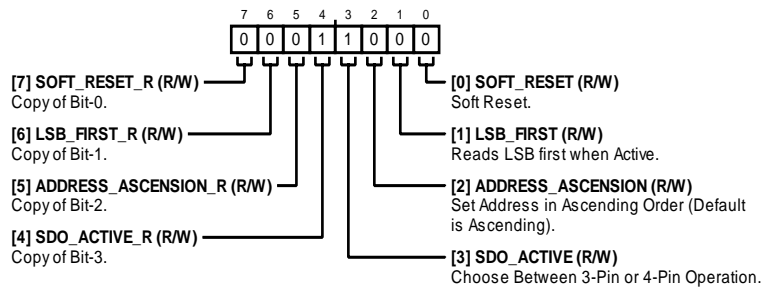 7 6 5 4 3 2 1 0
0 0 0 1 1 0 0 0
[7] SOFT_RESET_R (R/W)
Copy of Bit-0.
[6] LSB_FIRST_R (R/W)
Copy of Bit-1.
[5] ADDRESS_ASCENSION_R (R/W)
Copy of Bit-2.
[4] SDO_ACTIVE_R (R/W)
Copy of Bit-3.
[0] SOFT_RESET (R/W)
Soft Reset.
[1] LSB_FIRST (R/W)
Reads LSB first when Active.
[2] ADDRESS_ASCENSION (R/W)
Set Address in Ascending Order (Default
is Ascending).
[3] SDO_ACTIVE (R/W)
Choose Between 3-Pin or 4-Pin Operation.